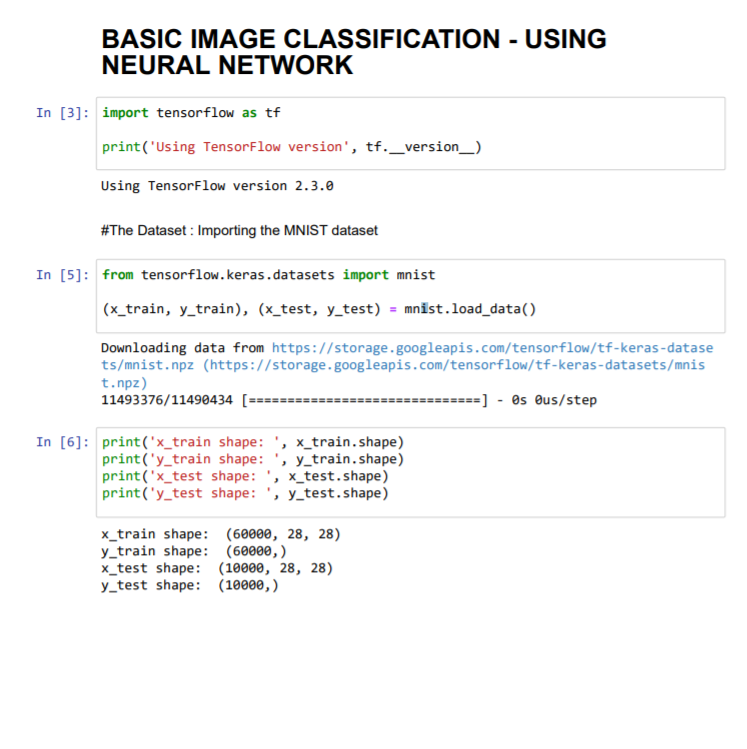 BASIC IMAGE CLASSIFICATION - USING
NEURAL NETWORK
In [3]: import tensorflow as tf
print('Using TensorFlow version', tf.__version__)
Using TensorFlow version 2.3.0
#The Dataset : Importing the MNIST dataset
In [5]: from tensorflow.keras.datasets import mnist
(x_train, y_train), (x_test, y_test) = mnist.load_data()
Downloading data from https://storage.googleapis.com/tensorflow/tf-keras-datase
ts/mnist.npz (https://storage.googleapis.com/tensorflow/tf-keras-datasets/mnis
t.npz)
11493376/11490434 [==============================] - 0s 0us/step
In [6]: print('x_train shape: ', x_train.shape)
print('y_train shape: ', y_train.shape)
print('x_test shape: ', x_test.shape)
print('y_test shape: ', y_test.shape)
x_train shape:  (60000, 28, 28)
y_train shape:  (60000,)
x_test shape:  (10000, 28, 28)
y_test shape:  (10000,)